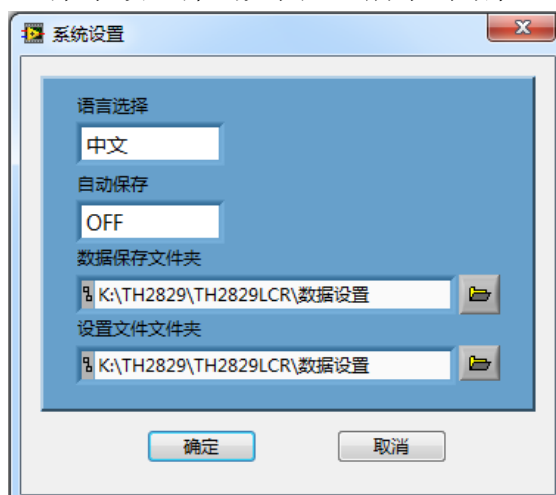 系统设置
语言选择
中文
自动保存
OFF
数据保存文件夹
K:\TH2829\TH2829LCR\数据设置
设置文件文件夹
K:\TH2829\TH2829LCR\数据设置
确定
取消